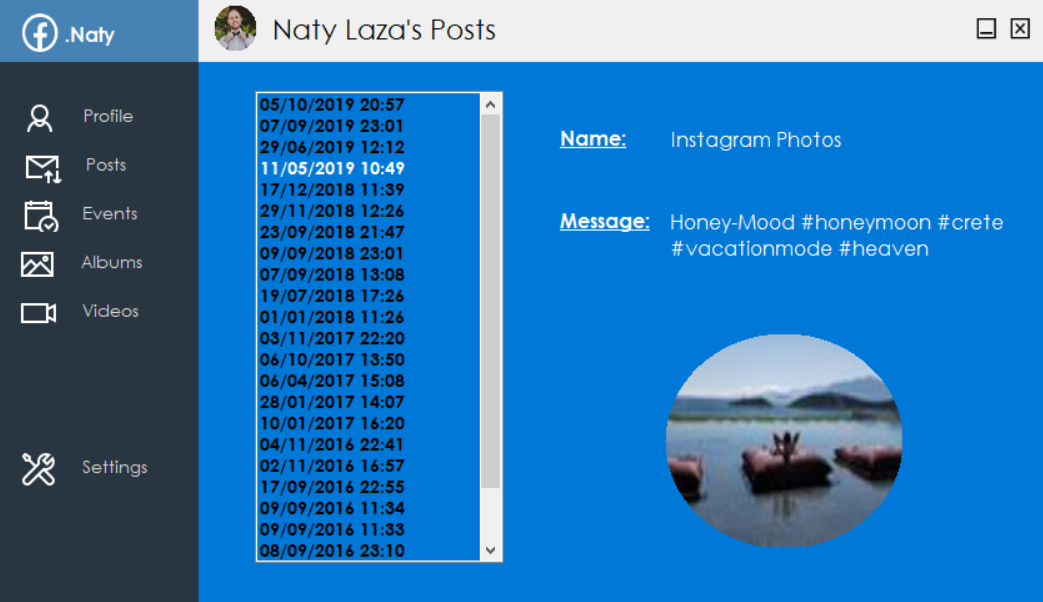 .Naty
Naty Laza's Posts
Profile
Posts
Events
Albums
Videos
Settings
05/10/2019 20:57
07/09/2019 23:01
29/06/2019 12:12
11/05/2019 10:49
17/12/2018 11:39
29/11/2018 12:26
23/09/2018 21:47
09/09/2018 23:01
07/09/2018 13:08
19/07/2018 17:26
01/01/2018 11:26
03/11/2017 22:20
06/10/2017 13:50
06/04/2017 15:08
28/01/2017 14:07
10/01/2017 16:20
04/11/2016 22:41
02/11/2016 16:57
17/09/2016 22:55
09/09/2016 11:34
09/09/2016 11:33
08/09/2016 23:10
Name: Instagram Photos
Message: Honey-Mood #honeymoon #crete
#vacationmode #heaven